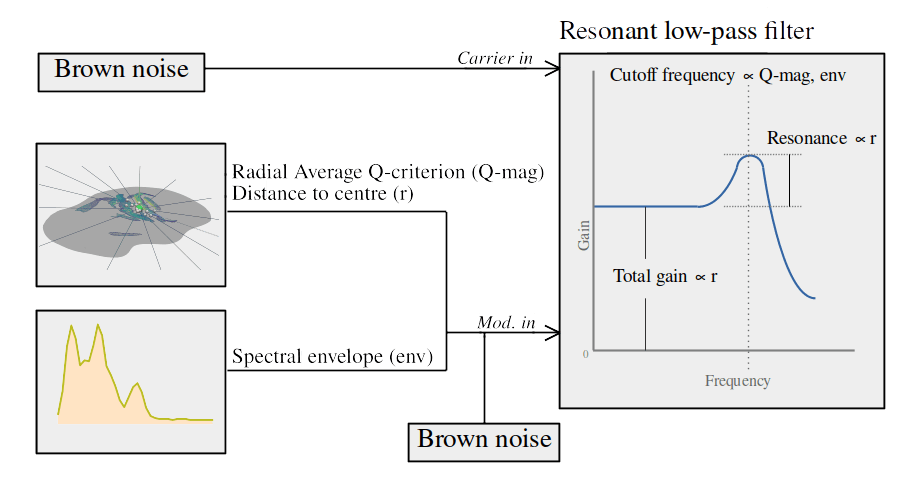 Resonant low-pass filter
Brown noise
Carrier in
Cutoff frequency ∝ Q-mag, env
Resonance ∝ r
Radial Average Q-criterion (Q-mag)
Distance to centre (r)
Gain
Total gain ∝ r
Mod. in
Spectral envelope (env)
0
Frequency
Brown noise